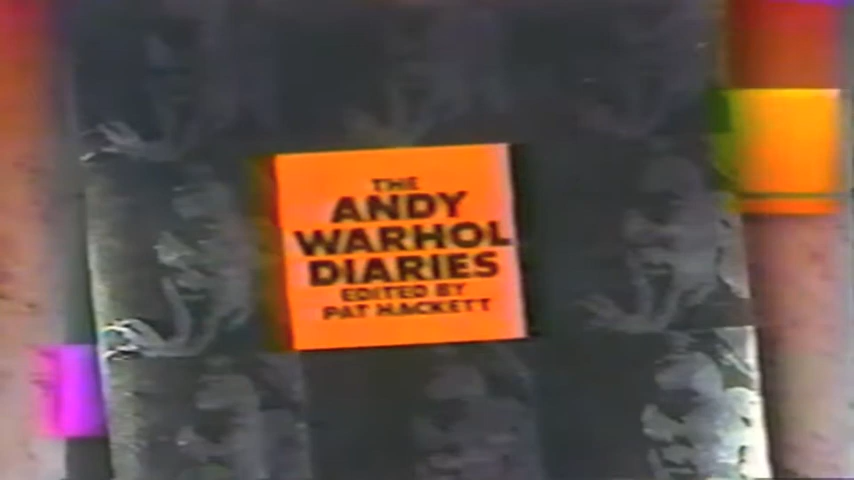 THE
ANDY
WARHOL
DIARIES
EDITED BY
PAT HACKETT